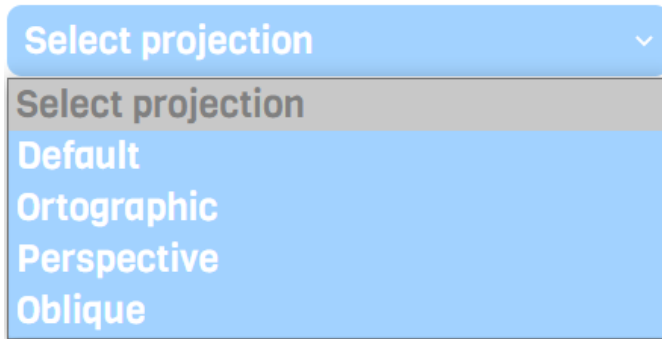 Select projection
Select projection
Default
Ortographic
Perspective
Oblique